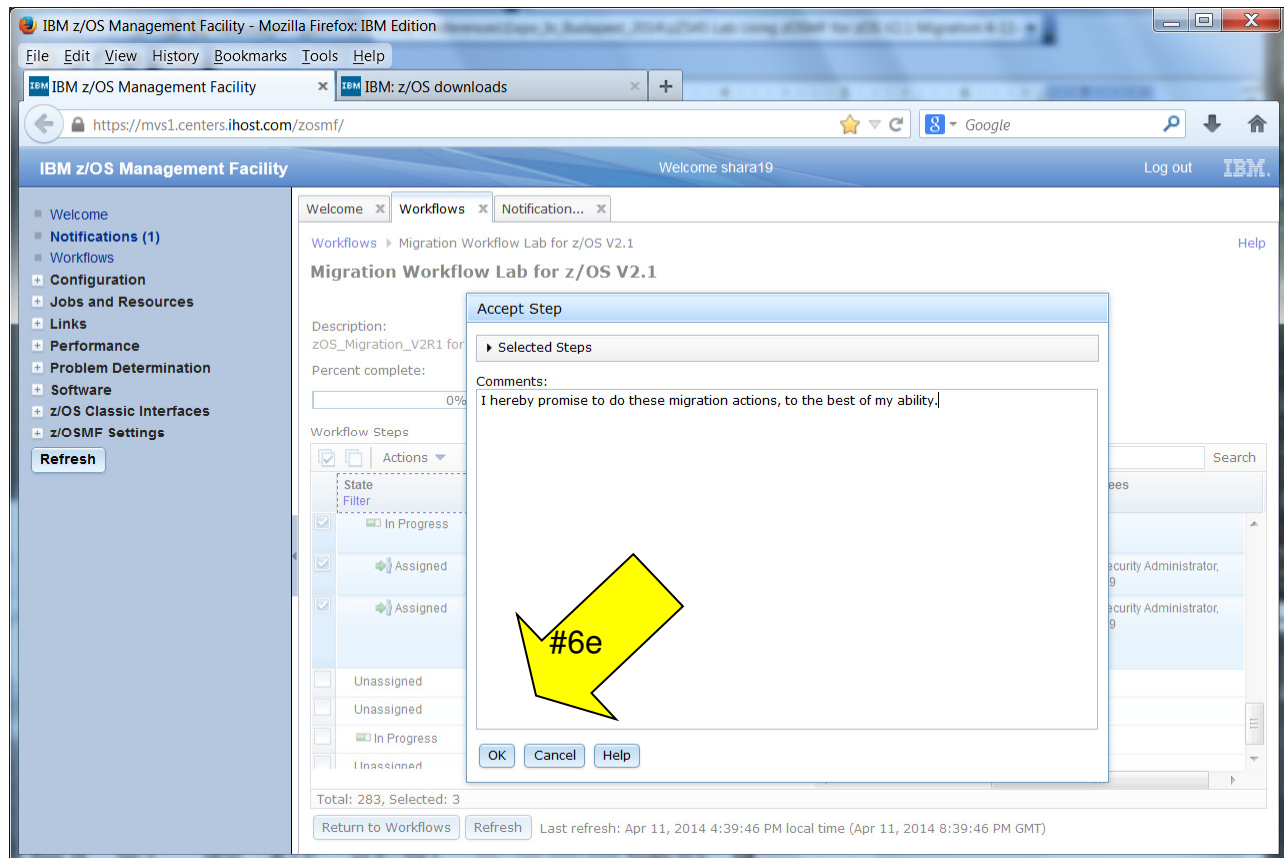 IBM z/OS Management Facility - Mozilla Firefox: IBM Edition
File Edit View History Bookmarks Tools Help
IBM IBM z/OS Management Facility × IBM IBM: z/OS downloads × +
https://mvs1.centers.ihost.com/zosmf/ 8 Google
IBM z/OS Management Facility Welcome shara19 Log out IBM.
Welcome
Notifications (1)
Workflows
Configuration
Jobs and Resources
Links
Performance
Problem Determination
Software
z/OS Classic Interfaces
z/OSMF Settings
Refresh
Welcome X Workflows X Notification... X
Workflows Migration Workflow Lab for z/OS V2.1 Help
Migration Workflow Lab for z/OS V2.1
Description:
zOS_Migration_V2R1 for
Percent complete:
0%
Workflow Steps
Actions Search
State ees
Filter
In Progress
Assigned ecurity Administrator,
9
Assigned ecurity Administrator,
9
Unassigned
Unassigned
In Progress
Unassigned
Total: 283, Selected: 3
Return to Workflows Refresh Last refresh: Apr 11, 2014 4:39:46 PM local time (Apr 11, 2014 8:39:46 PM GMT)
Accept Step
Selected Steps
Comments:
I hereby promise to do these migration actions, to the best of my ability.
#6e
OK Cancel Help